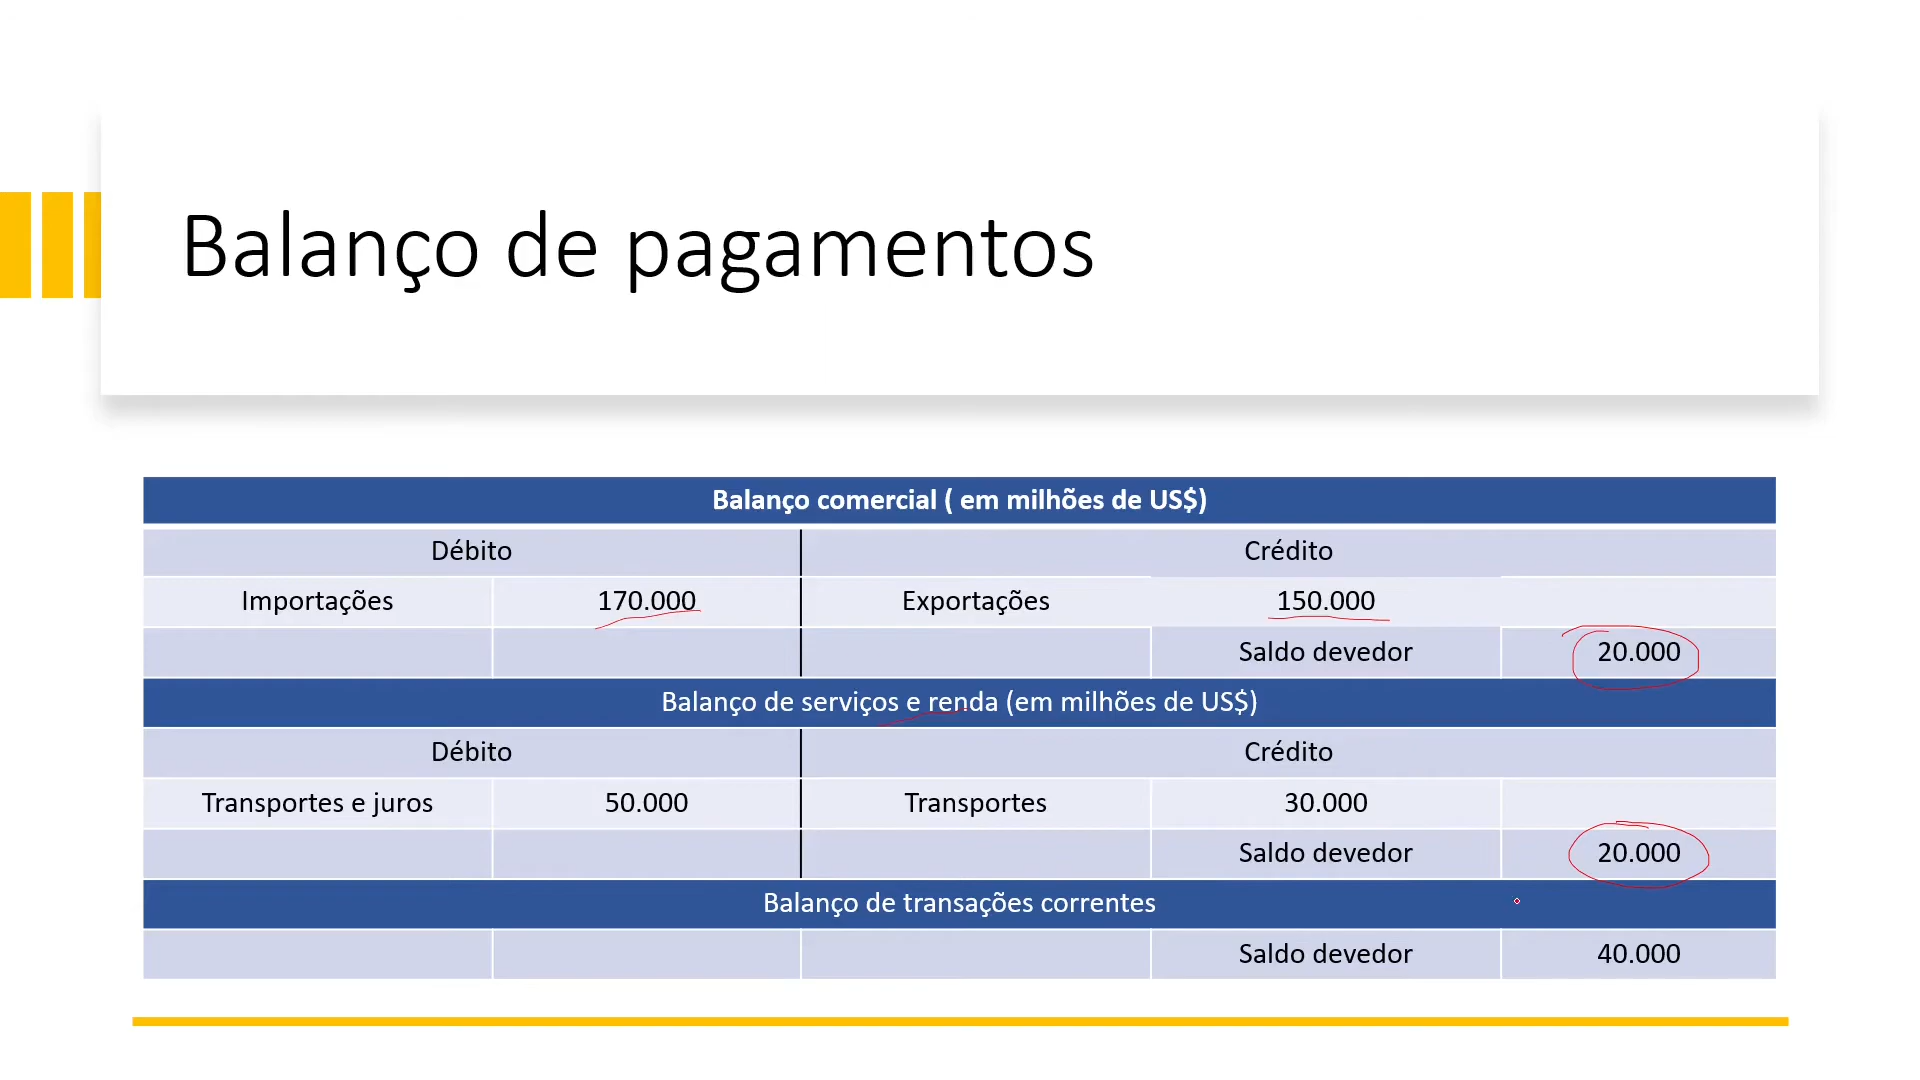 Balanço de pagamentos
Balanço comercial ( em milhões de US$)
Débito Crédito
Importações 170.000 Exportações 150.000
Saldo devedor 20.000
Balanço de serviços e renda (em milhões de US$)
Débito Crédito
Transportes e juros 50.000 Transportes 30.000
Saldo devedor 20.000
Balanço de transações correntes
Saldo devedor 40.000